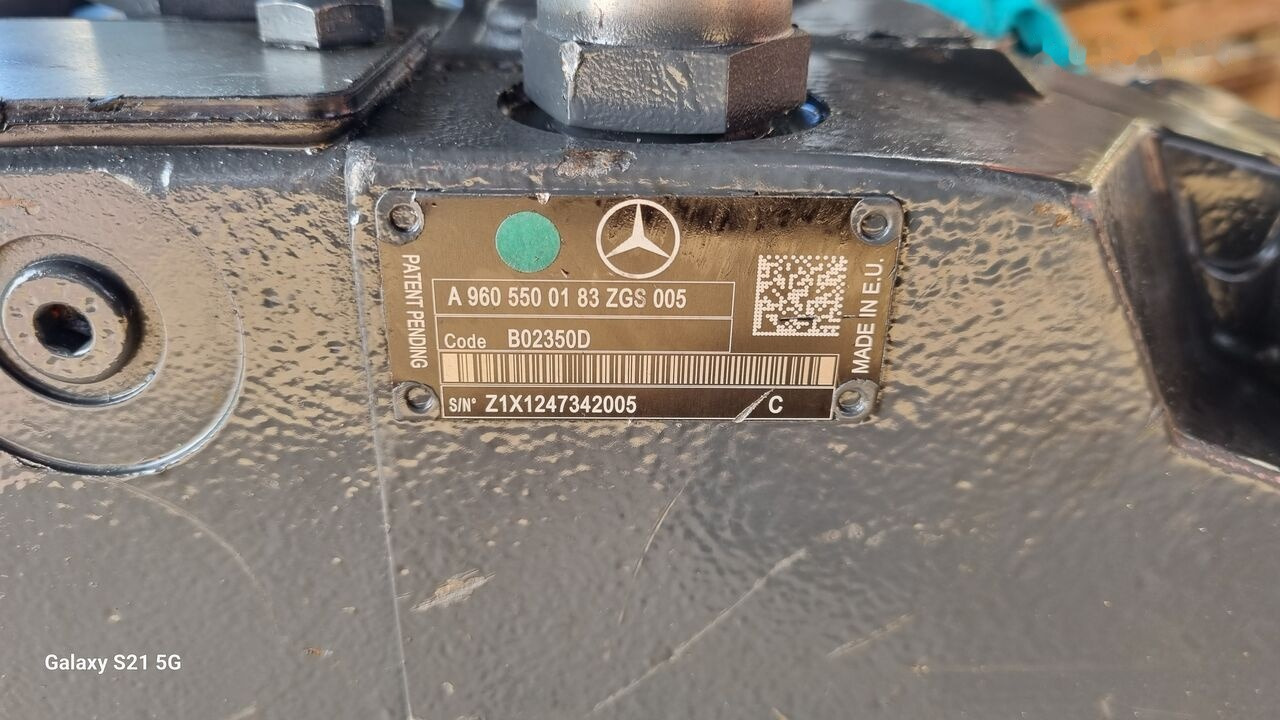 PATENT PENDING
A 960 550 01 83 ZGS 005
Code B02350D
S/N° Z1X1247342005 C
MADE IN E.U.
Galaxy S21 5G